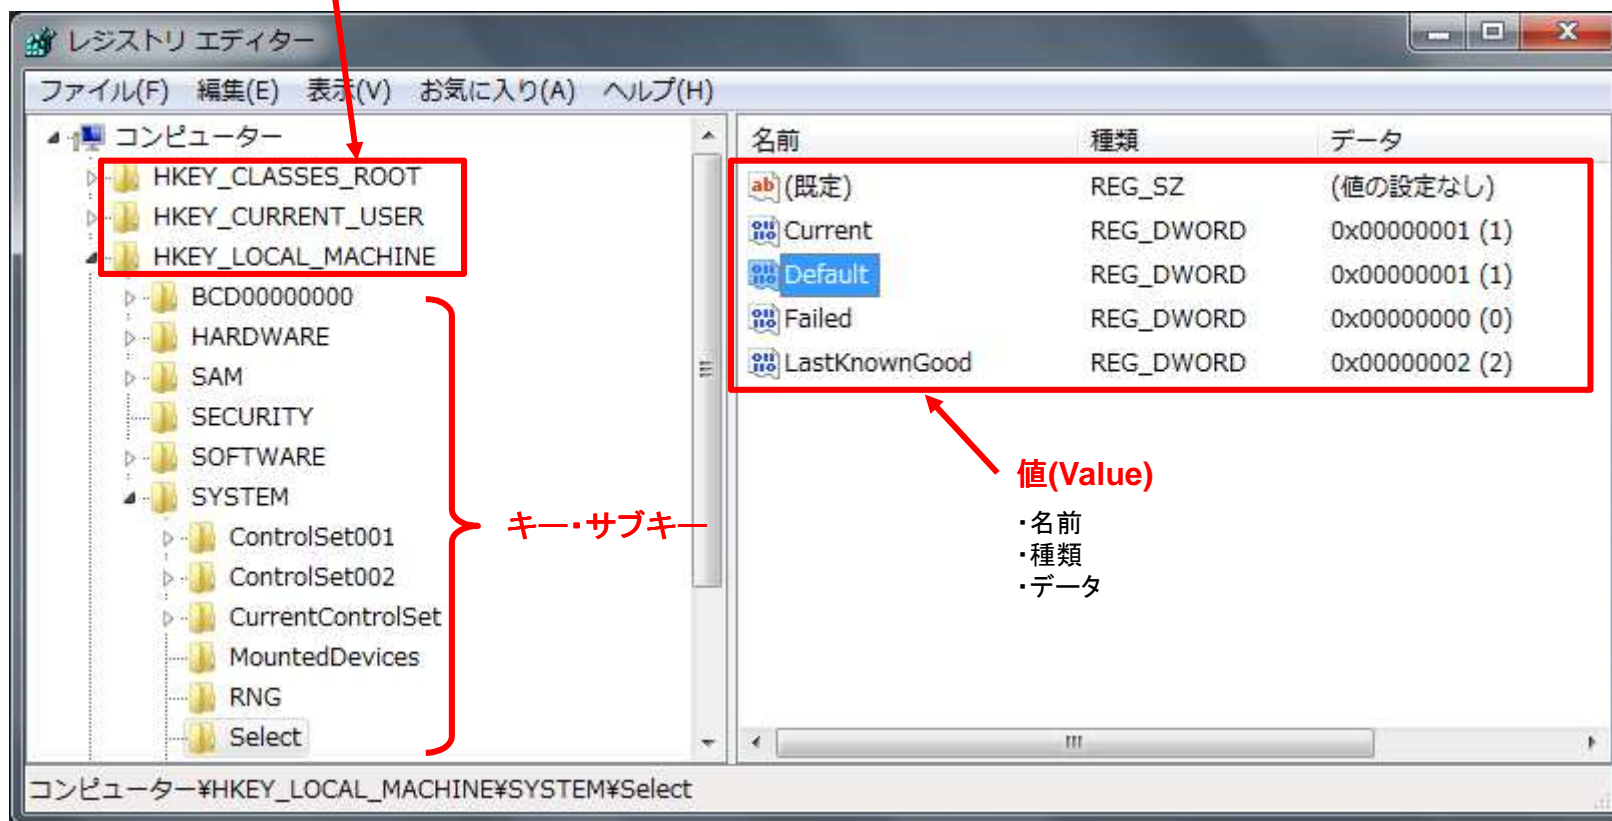 レジストリ エディター
ファイル(F) 編集(E) 表示(V) お気に入り(A) ヘルプ(H)
コンピューター
HKEY_CLASSES_ROOT
HKEY_CURRENT_USER
HKEY_LOCAL_MACHINE
BCD00000000
HARDWARE
SAM
SECURITY
SOFTWARE
SYSTEM
ControlSet001
ControlSet002
CurrentControlSet
MountedDevices
RNG
Select
キー・サブキー
名前 種類 データ
(既定) REG_SZ (値の設定なし)
Current REG_DWORD 0x00000001 (1)
Default REG_DWORD 0x00000001 (1)
Failed REG_DWORD 0x00000000 (0)
LastKnownGood REG_DWORD 0x00000002 (2)
値(Value)
・名前
・種類
・データ
コンピューター¥HKEY_LOCAL_MACHINE¥SYSTEM¥Select